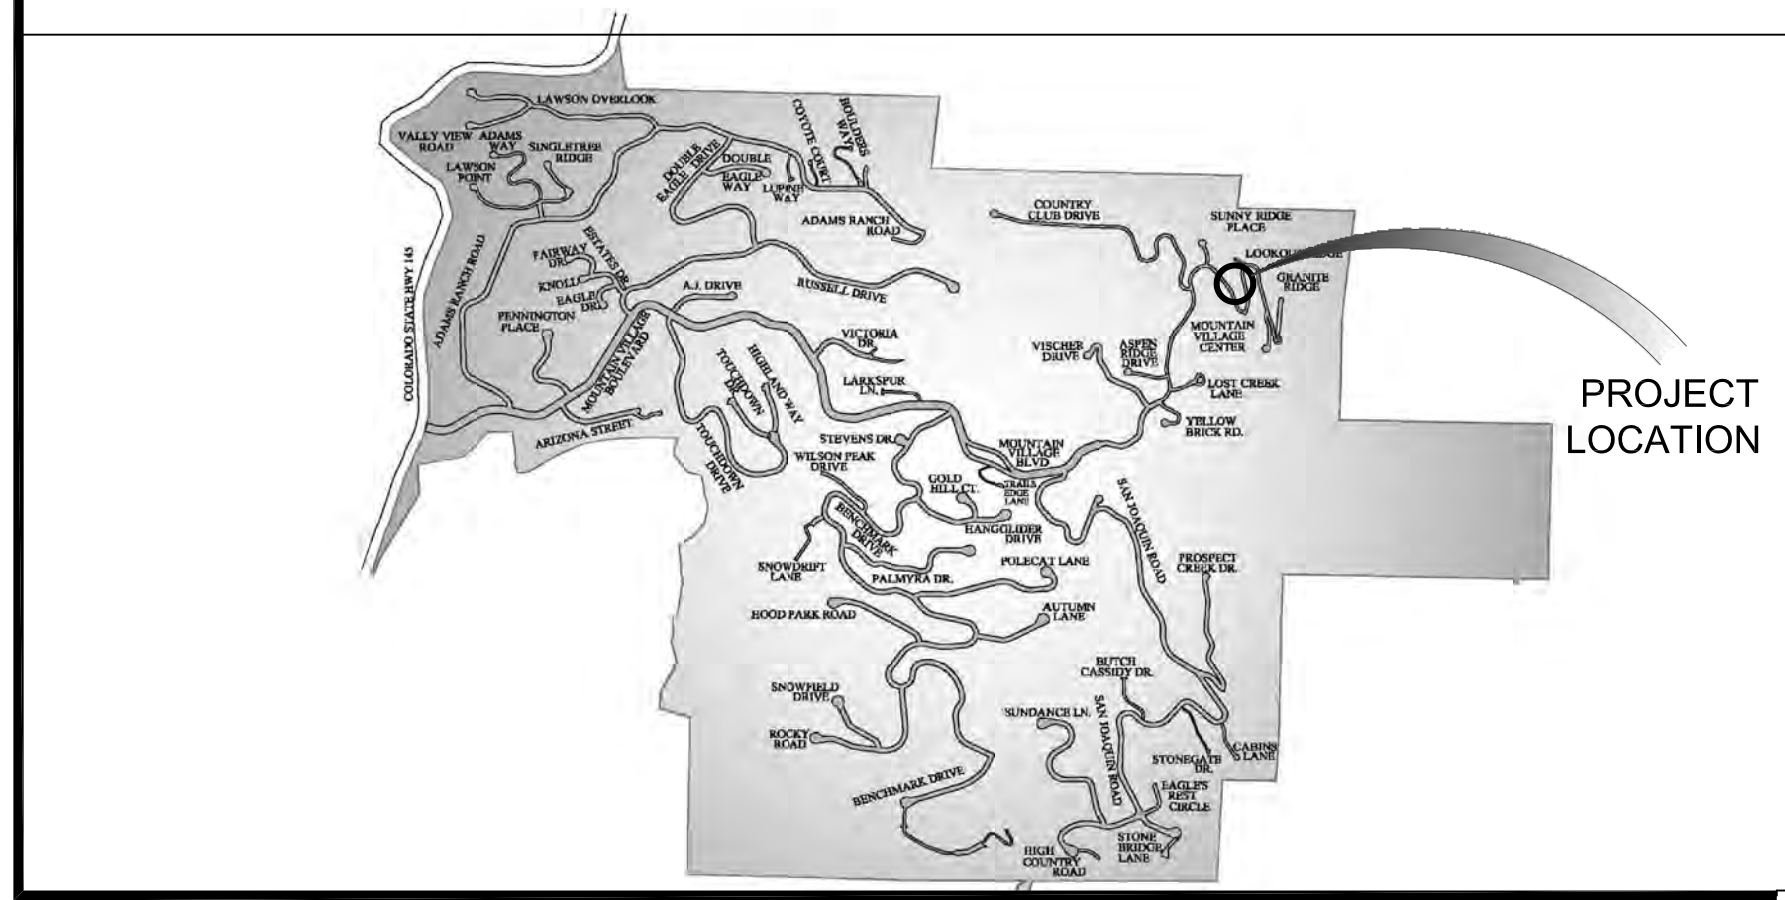 LAWSON OVERLOOK
VALLY VIEW
ROAD
ADAMS
WAY
SINGLETREE
RIDGE
LAWSON
POINT
DOUBLE
EAGLE DRIVE
DOUBLE
EAGLE
WAY
LUPINE
WAY
COYOTE COURT
BOULDERS
WAY
ADAMS RANCH
ROAD
COUNTRY
CLUB DRIVE
SUNNY RIDGE
PLACE
GRANITE
RIDGE
MOUNTAIN
VILLAGE
CENTER
PROJECT
LOCATION
COLORADO STATE HWY 145
ADAMS RANCH ROAD
FAIRWAY
DR.
ESTATES DR.
KNOLL
EAGLE
DR.
PENNINGTON
PLACE
A.J. DRIVE
RUSSELL DRIVE
MOUNTAIN VILLAGE
BOULEVARD
ARIZONA STREET
VICTORIA
DR.
HIGHLAND WAY
TOUCHDOWN
DR.
TOUCHDOWN
DRIVE
LARKSPUR
LN.
VISCHER
DRIVE
ASPEN
RIDGE
DRIVE
LOST CREEK
LANE
YELLOW
BRICK RD.
STEVENS DR.
WILSON PEAK
DRIVE
MOUNTAIN
VILLAGE
BLVD
GOLD
HILL CT.
TRAILS
EDGE
LANE
HANGGLIDER
DRIVE
BENCHMARK
DRIVE
SNOWDRIFT
LANE
PALMYRA DR.
POLECAT LANE
SAN JOAQUIN ROAD
PROSPECT
CREEK DR.
HOOD PARK ROAD
AUTUMN
LANE
BUTCH
CASSIDY DR.
SNOWFIELD
DRIVE
ROCKY
ROAD
SUNDANCE LN.
SAN JOAQUIN ROAD
STONEGATE
DR.
CABINS
LANE
BENCHMARK DRIVE
EAGLE'S
REST
CIRCLE
STONE
BRIDGE
LANE
HIGH
COUNTRY
ROAD